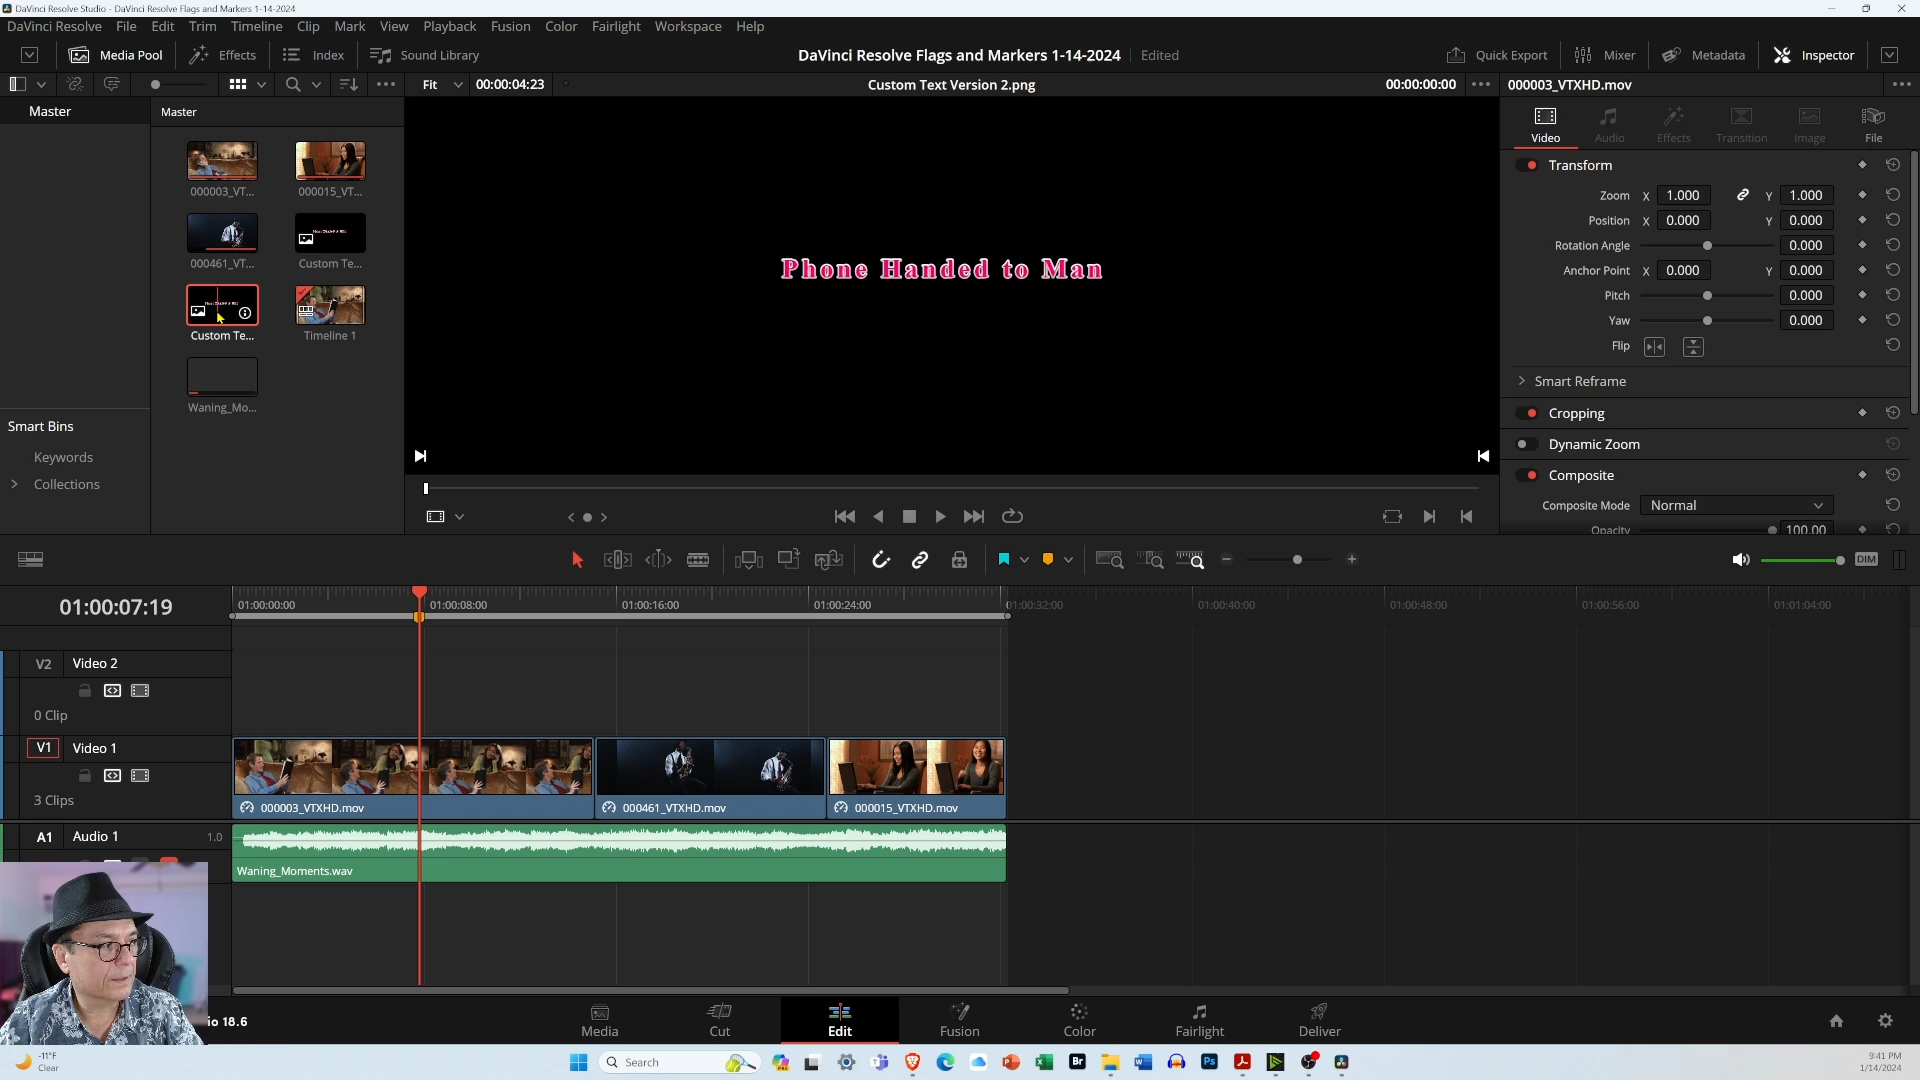 DaVinci Resolve Studio - DaVinci Resolve Flags and Markers 1-14-2024
DaVinci Resolve File Edit Trim Timeline Clip Mark View Playback Fusion Color Fairlight Workspace Help
Media Pool Effects Index Sound Library DaVinci Resolve Flags and Markers 1-14-2024 Edited Quick Export Mixer Metadata Inspector
Fit 00:00:04:23 Custom Text Version 2.png 00:00:00:00 000003_VTXHD.mov
Master
Master
Video Audio Effects Transition Image File
000003_VT... 000015_VT...
000461_VT... Custom Te...
Custom Te... Timeline 1
Waning_Mo...
Smart Bins
Keywords
Collections
Phone Handed to Man
Transform
Zoom X 1.000 Y 1.000
Position X 0.000 Y 0.000
Rotation Angle 0.000
Anchor Point X 0.000 Y 0.000
Pitch 0.000
Yaw 0.000
Flip
Smart Reframe
Cropping
Dynamic Zoom
Composite
Composite Mode Normal
Opacity 100.00
DIM
01:00:07:19
01:00:00:00 01:00:08:00 01:00:16:00 01:00:24:00 01:00:32:00 01:00:40:00 01:00:48:00 01:00:56:00 01:01:04:00
V2 Video 2
0 Clip
V1 Video 1
3 Clips
000003_VTXHD.mov 000461_VTXHD.mov 000015_VTXHD.mov
A1 Audio 1 1.0
Waning_Moments.wav
io 18.6
Media Cut Edit Fusion Color Fairlight Deliver
-11°F
Clear
Search
Br
Ps
9:41 PM
1/14/2024